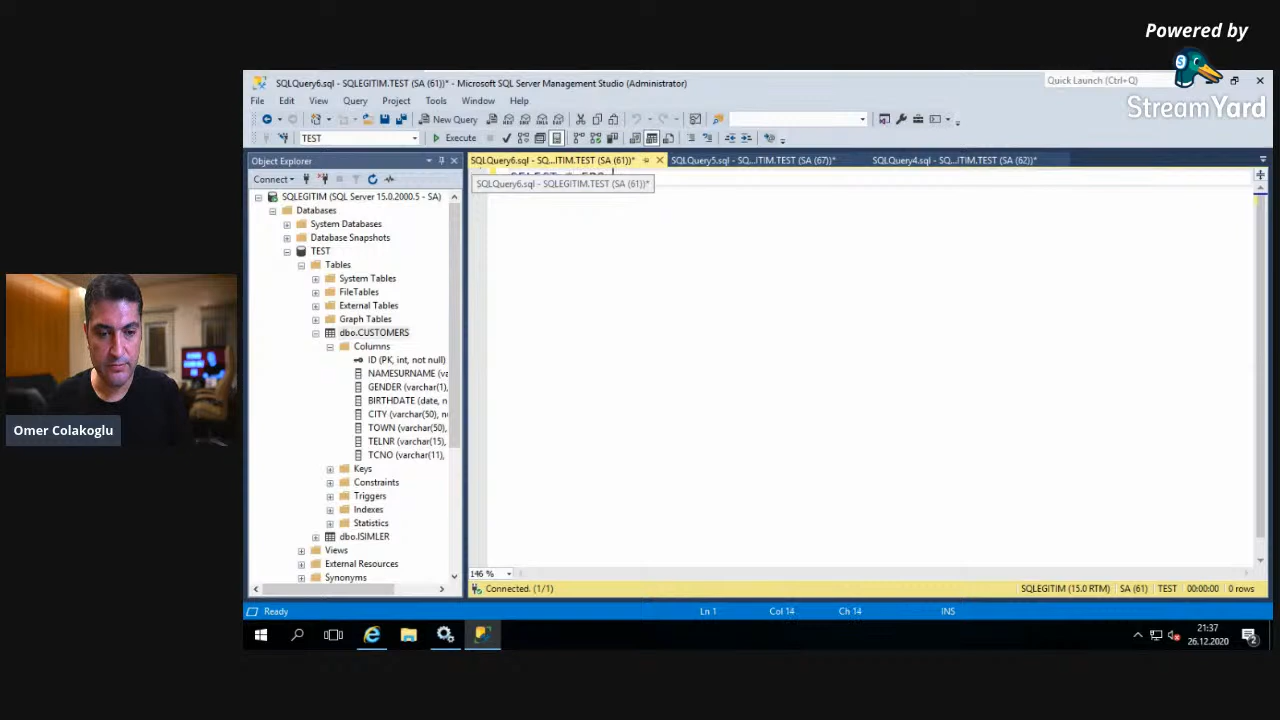 Powered by
StreamYard
SQLQuery6.sql - SQLEGITIM.TEST (SA (61))* - Microsoft SQL Server Management Studio (Administrator)
Quick Launch (Ctrl+Q)
File Edit View Query Project Tools Window Help
New Query
TEST
Execute
Object Explorer
SQLQuery6.sql - SQ...ITIM.TEST (SA (61))*
SQLQuery5.sql - SQ...ITIM.TEST (SA (67))*
SQLQuery4.sql - SQ...ITIM.TEST (SA (62))*
SQLQuery6.sql - SQLEGITIM.TEST (SA (61))*
Connect
SQLEGITIM (SQL Server 15.0.2000.5 - SA)
Databases
System Databases
Database Snapshots
TEST
Tables
System Tables
FileTables
External Tables
Graph Tables
dbo.CUSTOMERS
Columns
ID (PK, int, not null)
NAMESURNAME (va
GENDER (varchar(1),
BIRTHDATE (date, n
CITY (varchar(50), n
TOWN (varchar(50),
TELNR (varchar(15),
TCNO (varchar(11),
Keys
Constraints
Triggers
Indexes
Statistics
dbo.ISIMLER
Views
External Resources
Synonyms
Omer Colakoglu
146 %
Connected. (1/1)
SQLEGITIM (15.0 RTM) SA (61) TEST 00:00:00 0 rows
Ready
Ln 1 Col 14 Ch 14 INS
21:37
26.12.2020
2